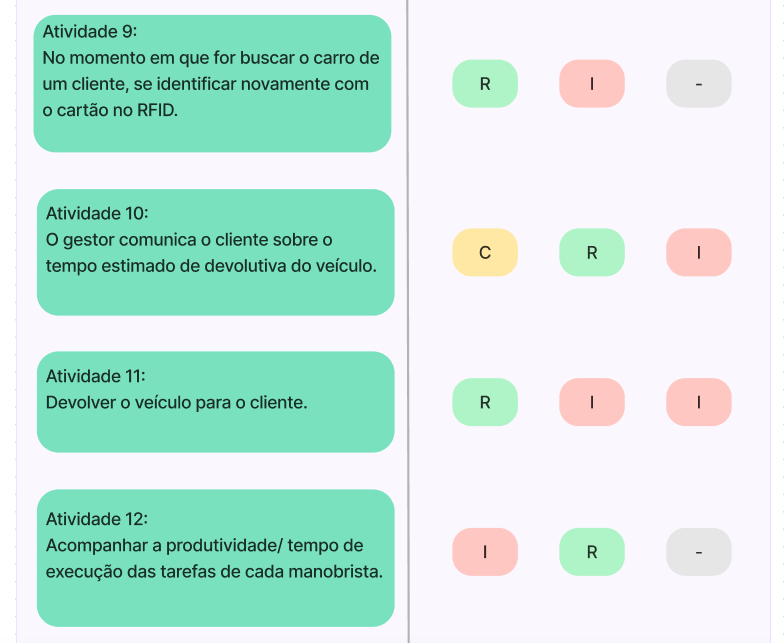 Atividade 9:
No momento em que for buscar o carro de
um cliente, se identificar novamente com
o cartão no RFID.
R I -
Atividade 10:
O gestor comunica o cliente sobre o
tempo estimado de devolutiva do veículo.
C R I
Atividade 11:
Devolver o veículo para o cliente.
R I I
Atividade 12:
Acompanhar a produtividade/ tempo de
execução das tarefas de cada manobrista.
I R -